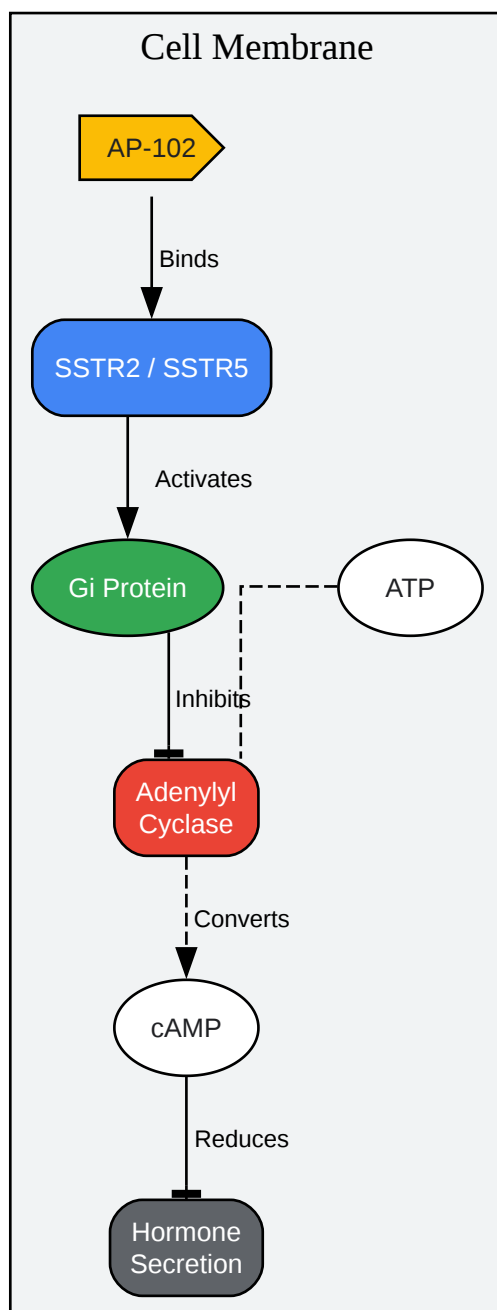 Cell Membrane
AP-102
Binds
SSTR2 / SSTR5
Activates
Gi Protein
ATP
Inhibits
Adenylyl
Cyclase
Converts
cAMP
Reduces
Hormone
Secretion